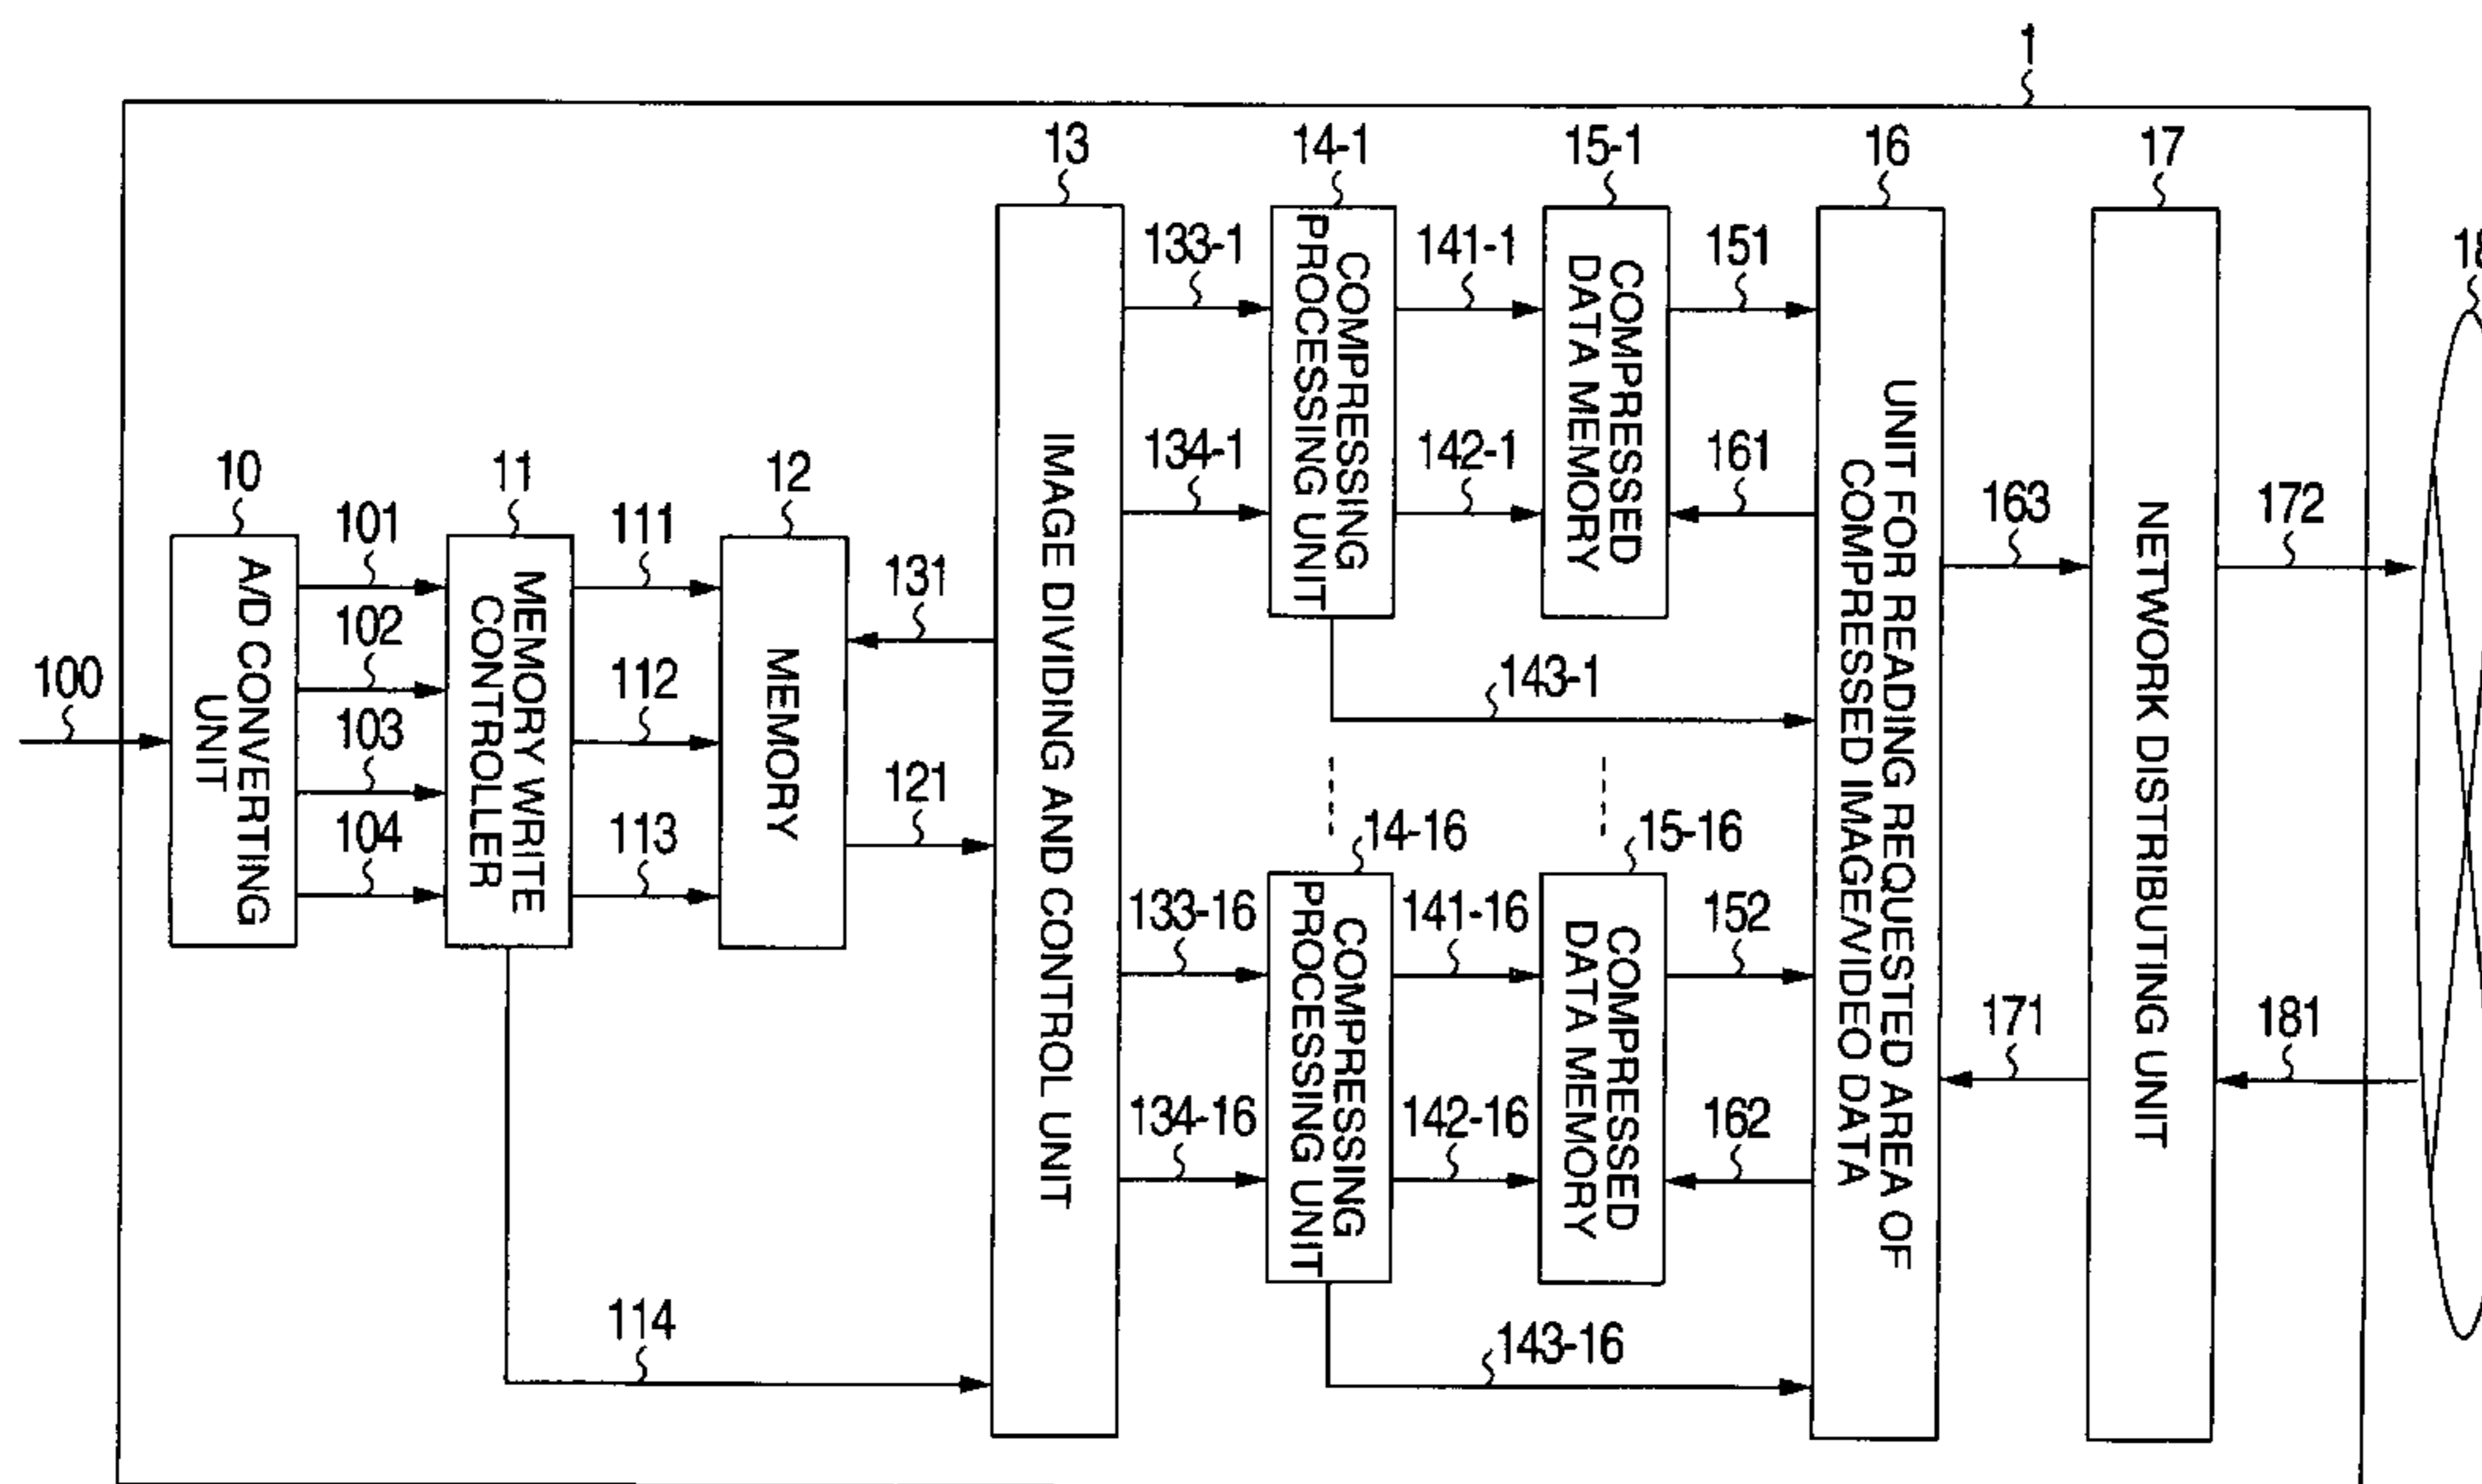 1
13
14-1
15-1
16
17
133-1
141-1
151
134-1
142-1
161
163
172
10
101
11
111
12
131
102
112
143-1
100
103
121
104
113
14-16
15-16
133-16
141-16
152
171
181
134-16
142-16
162
114
143-16
A/D CONVERTING
UNIT
MEMORY WRITE
CONTROLLER
MEMORY
IMAGE DIVIDING AND CONTROL UNIT
COMPRESSING
PROCESSING UNIT
COMPRESSED
DATA MEMORY
COMPRESSING
PROCESSING UNIT
COMPRESSED
DATA MEMORY
UNIT FOR READING REQUESTED AREA OF
COMPRESSED IMAGE/VIDEO DATA
NETWORK DISTRIBUTING UNIT